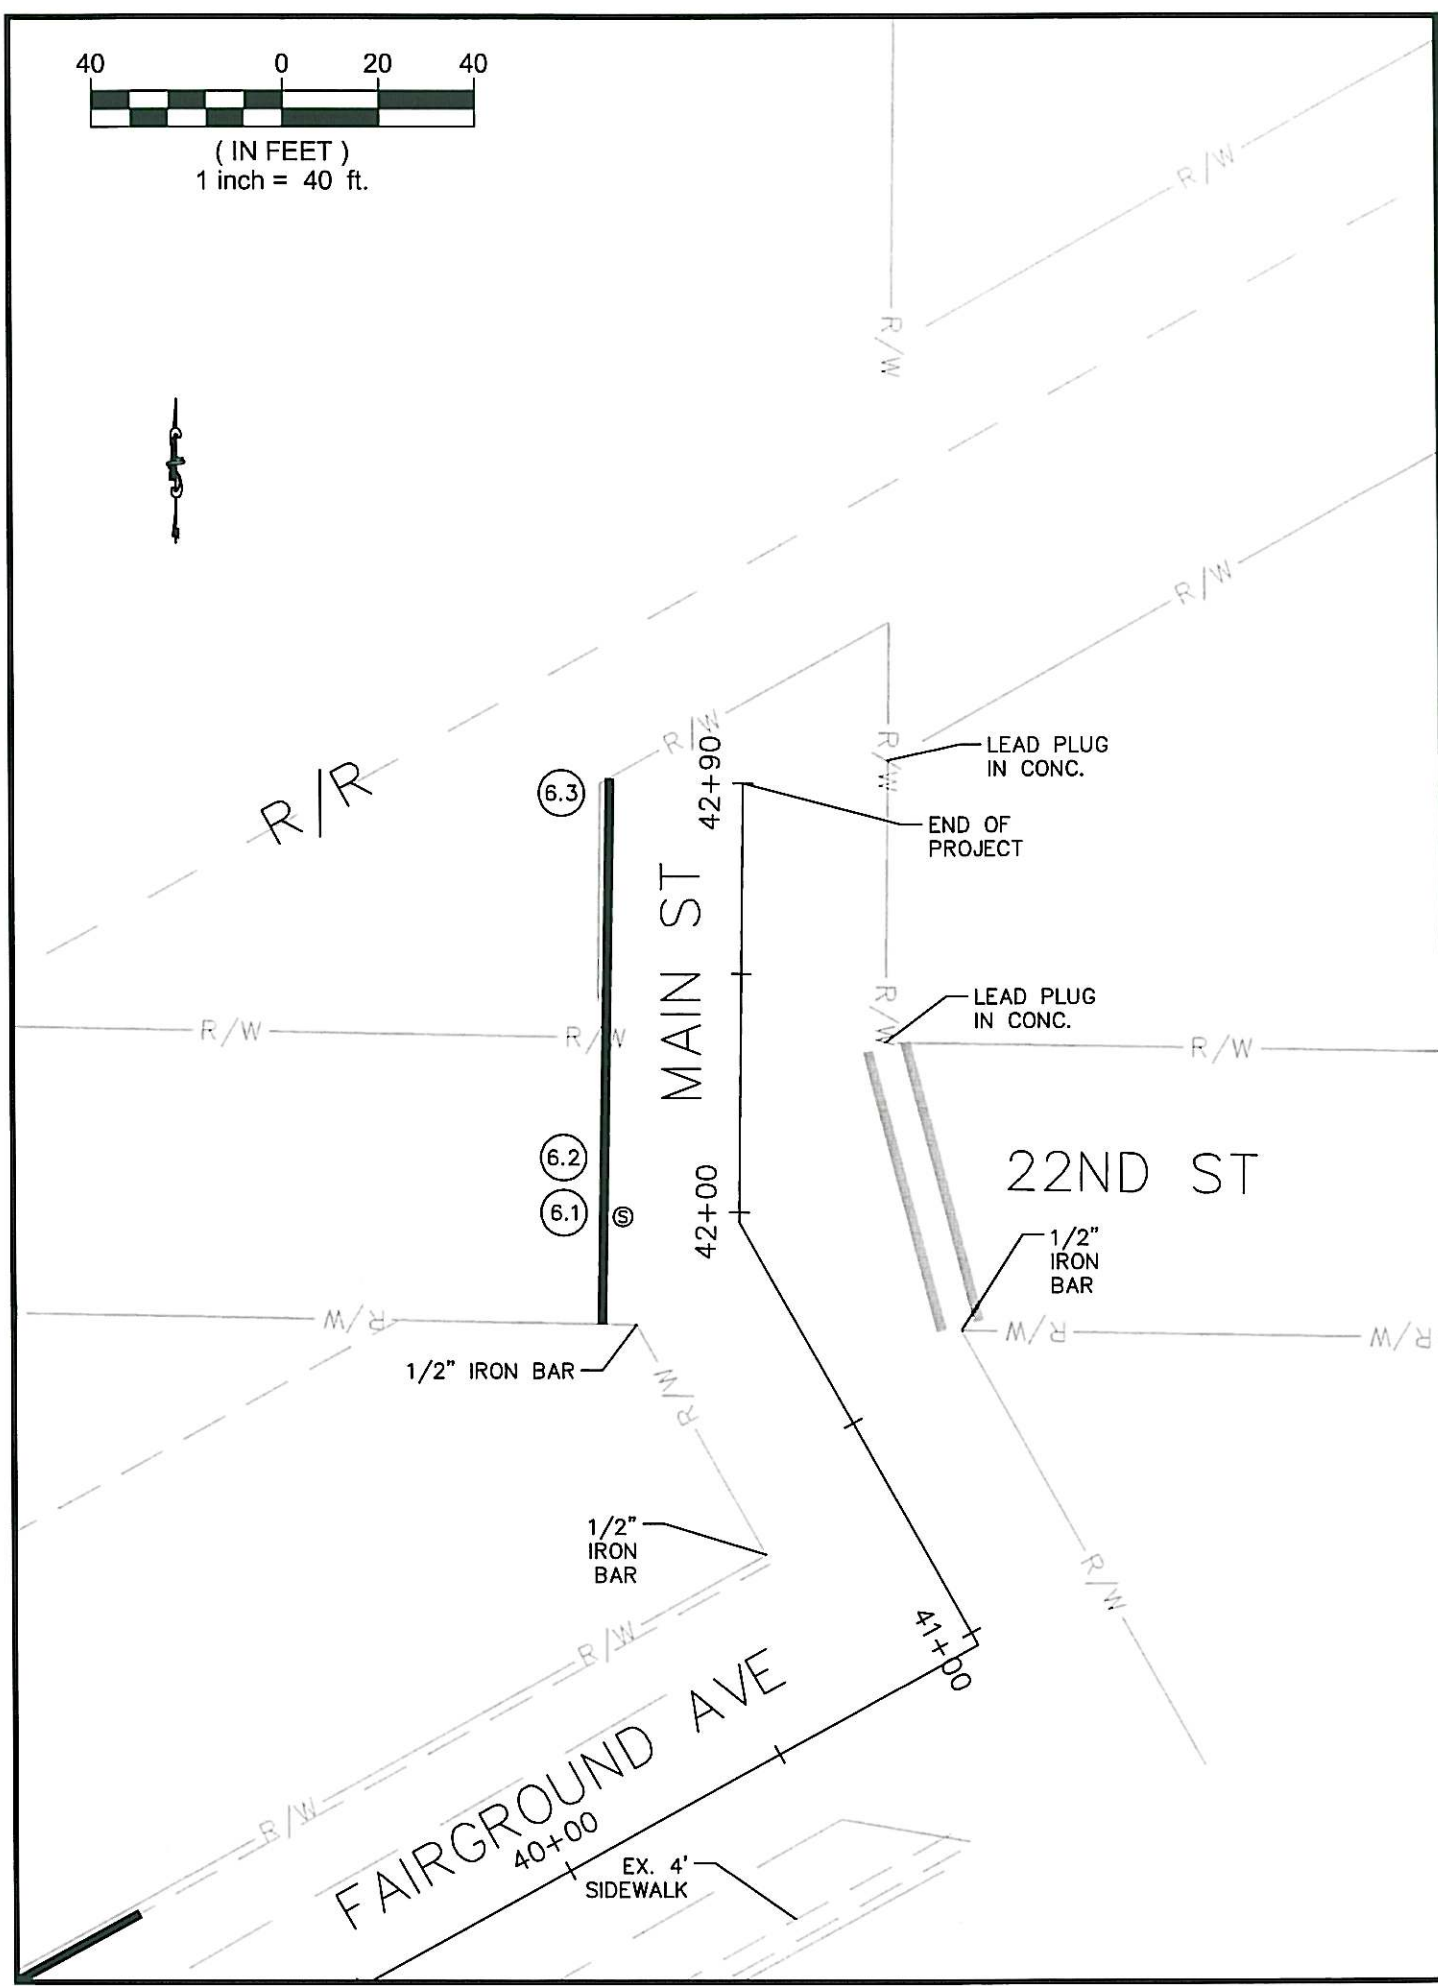 40 0 20 40
( IN FEET )
1 inch = 40 ft.
R/W
R/W
R/W
R/W
R/W
LEAD PLUG
IN CONC.
R/R
6.3
42+90
END OF
PROJECT
MAIN ST
R/W
LEAD PLUG
IN CONC.
R/W
R/W
R/W
6.2
22ND ST
6.1
S
42+00
1/2"
IRON
BAR
R/W
R/W
R/W
1/2" IRON BAR
R/W
1/2"
IRON
BAR
R/W
R/W
41+00
R/W
FAIRGROUND AVE
40+00
EX. 4'
SIDEWALK